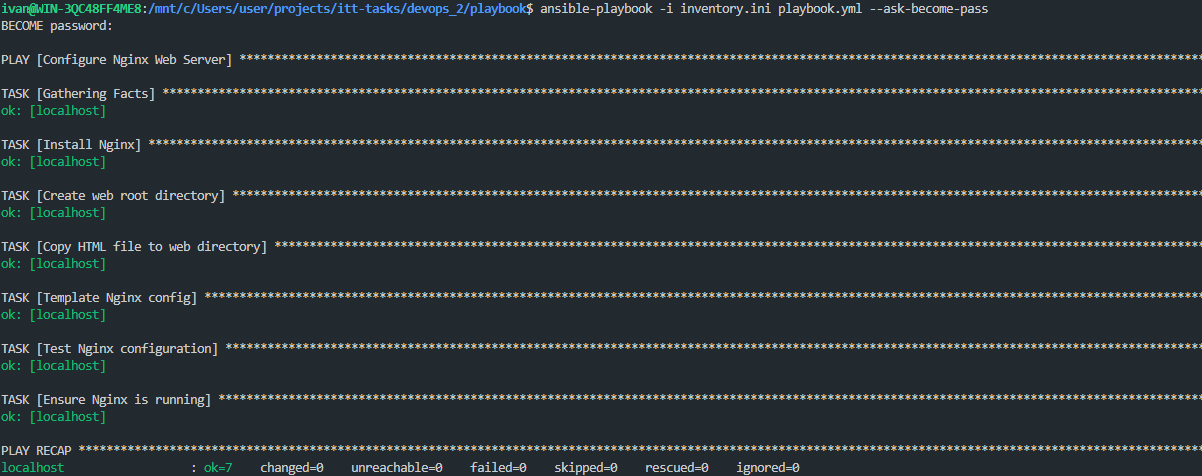 ivan@WIN-3QC48FF4ME8:/mnt/c/Users/user/projects/itt-tasks/devops_2/playbook$ ansible-playbook -i inventory.ini playbook.yml --ask-become-pass
BECOME password:
PLAY [Configure Nginx Web Server] ******************************************************************************************************************************************
TASK [Gathering Facts] *****************************************************************************************************************************************************
ok: [localhost]
TASK [Install Nginx] *******************************************************************************************************************************************************
ok: [localhost]
TASK [Create web root directory] *******************************************************************************************************************************************
ok: [localhost]
TASK [Copy HTML file to web directory] *************************************************************************************************************************************
ok: [localhost]
TASK [Template Nginx config] ***********************************************************************************************************************************************
ok: [localhost]
TASK [Test Nginx configuration] ********************************************************************************************************************************************
ok: [localhost]
TASK [Ensure Nginx is running] *********************************************************************************************************************************************
ok: [localhost]
PLAY RECAP *****************************************************************************************************************************************************************
localhost                  : ok=7    changed=0    unreachable=0    failed=0    skipped=0    rescued=0    ignored=0